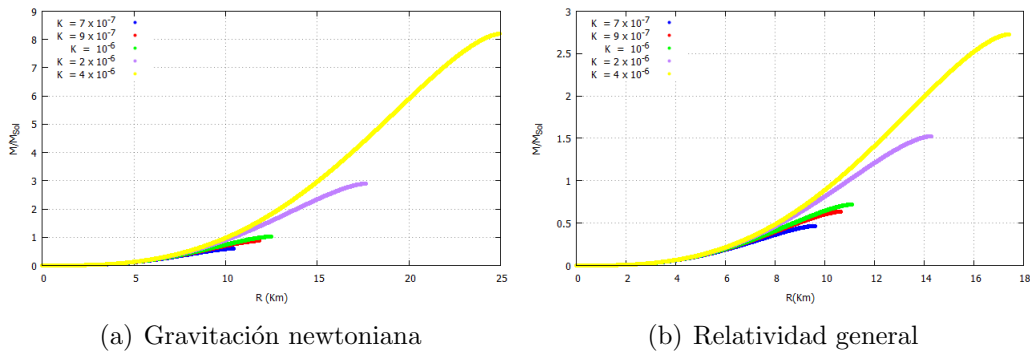 K = 7 x 10-7
K = 9 x 10-7
K = 10-6
K = 2 x 10-6
K = 4 x 10-6
9
8
7
6
5
4
3
2
1
0
M/MSol
0 5 10 15 20 25
R (Km)
(a) Gravitación newtoniana
K = 7 x 10-7
K = 9 x 10-7
K = 10-6
K = 2 x 10-6
K = 4 x 10-6
3
2.5
2
1.5
1
0.5
0
M/MSol
0 2 4 6 8 10 12 14 16 18
R(Km)
(b) Relatividad general